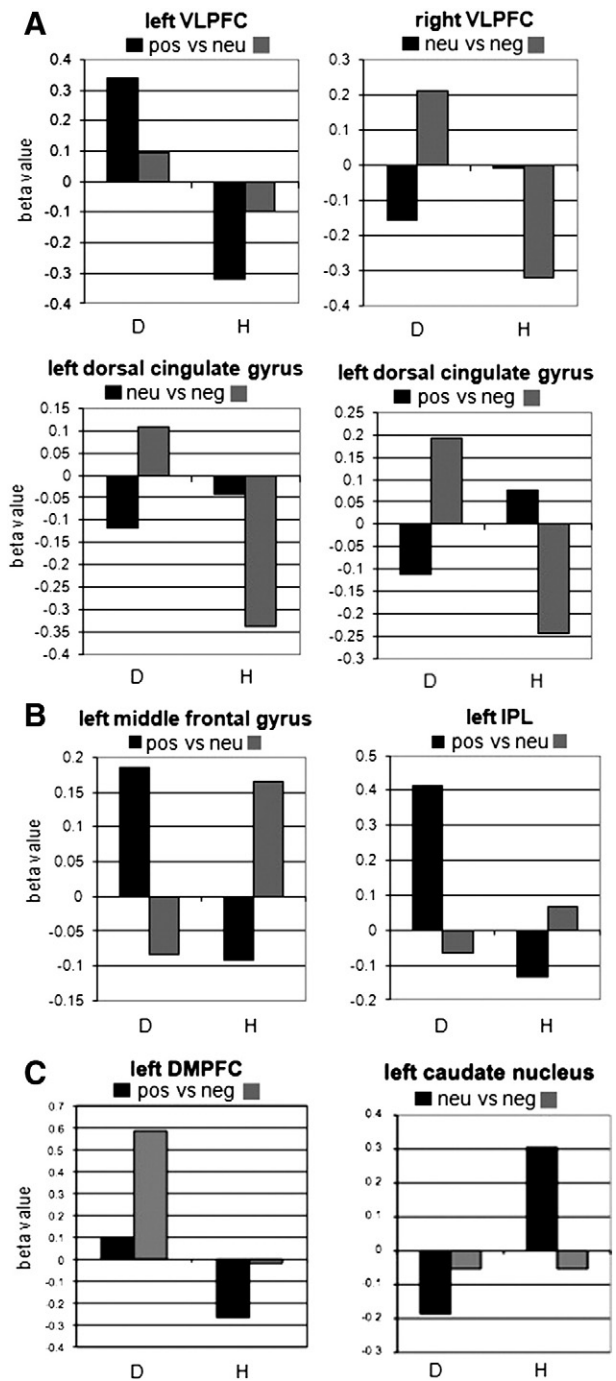 A
left VLPFC
pos vs neu
beta value
0.4
0.3
0.2
0.1
0
-0.1
-0.2
-0.3
-0.4
D H
right VLPFC
neu vs neg
0.3
0.2
0.1
0
-0.1
-0.2
-0.3
-0.4
D H
left dorsal cingulate gyrus
neu vs neg
beta value
0.15
0.1
0.05
0
-0.05
-0.1
-0.15
-0.2
-0.25
-0.3
-0.35
-0.4
D H
left dorsal cingulate gyrus
pos vs neg
0.25
0.2
0.15
0.1
0.05
0
-0.05
-0.1
-0.15
-0.2
-0.25
-0.3
D H
B
left middle frontal gyrus
pos vs neu
beta value
0.2
0.15
0.1
0.05
0
-0.05
-0.1
-0.15
D H
left IPL
pos vs neu
0.5
0.4
0.3
0.2
0.1
0
-0.1
-0.2
D H
C
left DMPFC
pos vs neg
beta value
0.7
0.6
0.5
0.4
0.3
0.2
0.1
0
-0.1
-0.2
-0.3
-0.4
D H
left caudate nucleus
neu vs neg
0.4
0.3
0.2
0.1
0
-0.1
-0.2
-0.3
D H